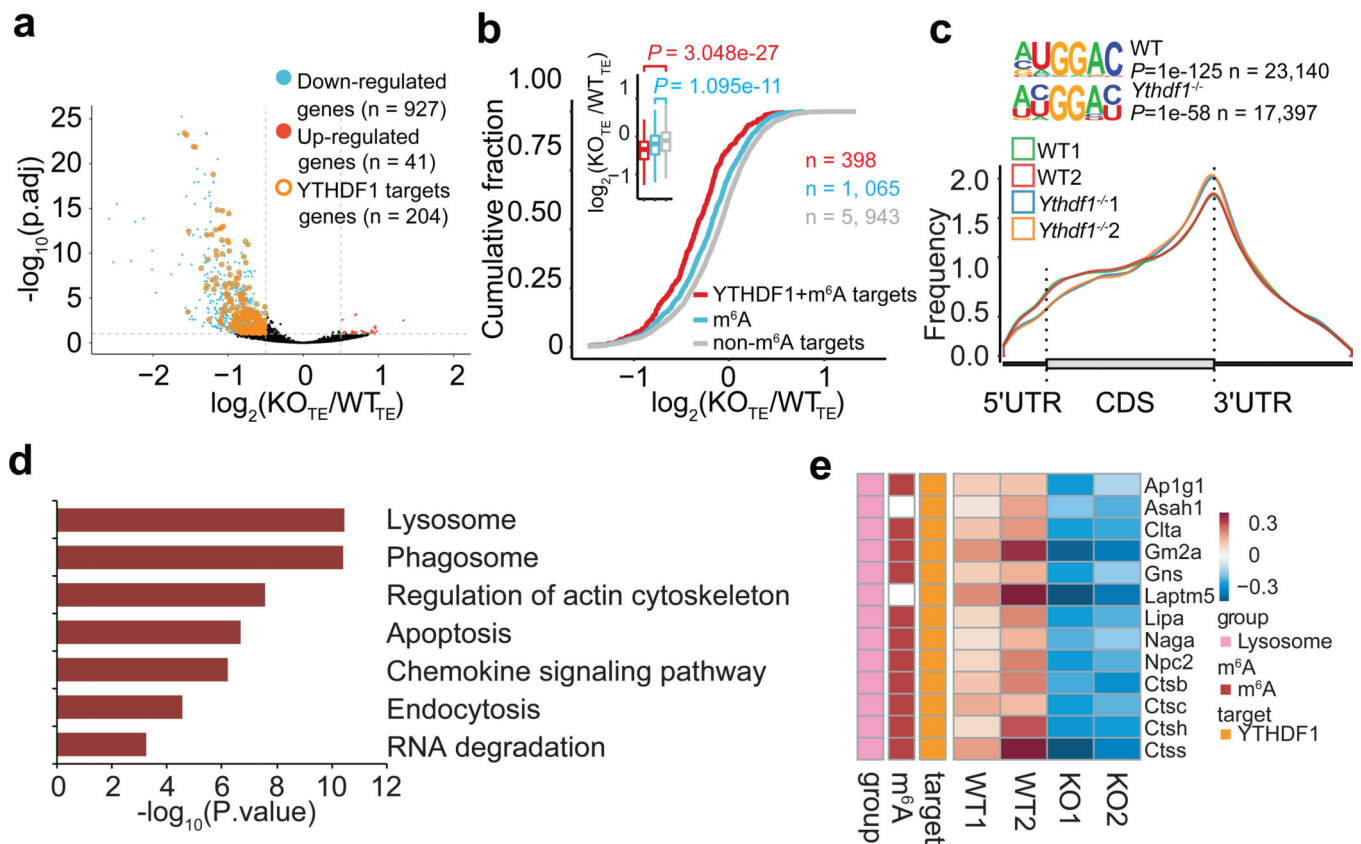 a
Down-regulated
genes (n = 927)
Up-regulated
genes (n = 41)
YTHDF1 targets
genes (n = 204)
25
20
15
10
5
0
-log10(p.adj)
−2
−1
0
1
2
log2(KOTE/WTTE)
b
P = 3.048e-27
P = 1.095e-11
log2(KOTE/WTTE)
1
0
−1
1.00
0.75
0.50
0.25
0
Cumulative fraction
n = 398
n = 1, 065
n = 5, 943
YTHDF1+m6A targets
m6A
non-m6A targets
−1
0
1
log2(KOTE/WTTE)
c
AUGGAC
WT
P=1e-125 n = 23,140
Ythdf1-/-
P=1e-58 n = 17,397
WT1
WT2
Ythdf1-/-1
Ythdf1-/-2
2.0
1.5
1.0
0.5
0.0
Frequency
5'UTR
CDS
3'UTR
d
Lysosome
Phagosome
Regulation of actin cytoskeleton
Apoptosis
Chemokine signaling pathway
Endocytosis
RNA degradation
0 2 4 6 8 10 12
-log10(P.value)
e
Ap1g1
Asah1
Clta
Gm2a
Gns
Laptm5
Lipa
Naga
Npc2
Ctsb
Ctsc
Ctsh
Ctss
group
m6A
target
WT1
WT2
KO1
KO2
0.3
0
−0.3
group
Lysosome
m6A
m6A
target
YTHDF1